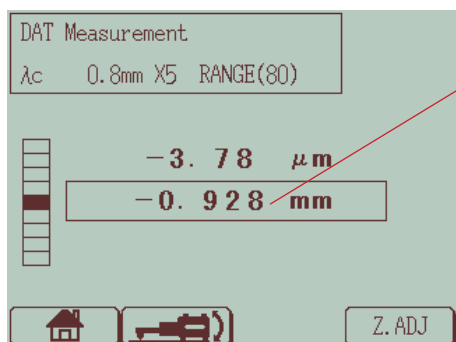 DAT Measurement
λc 0.8mm X5 RANGE(80)
-3.78 μm
-0.928 mm
Z.ADJ